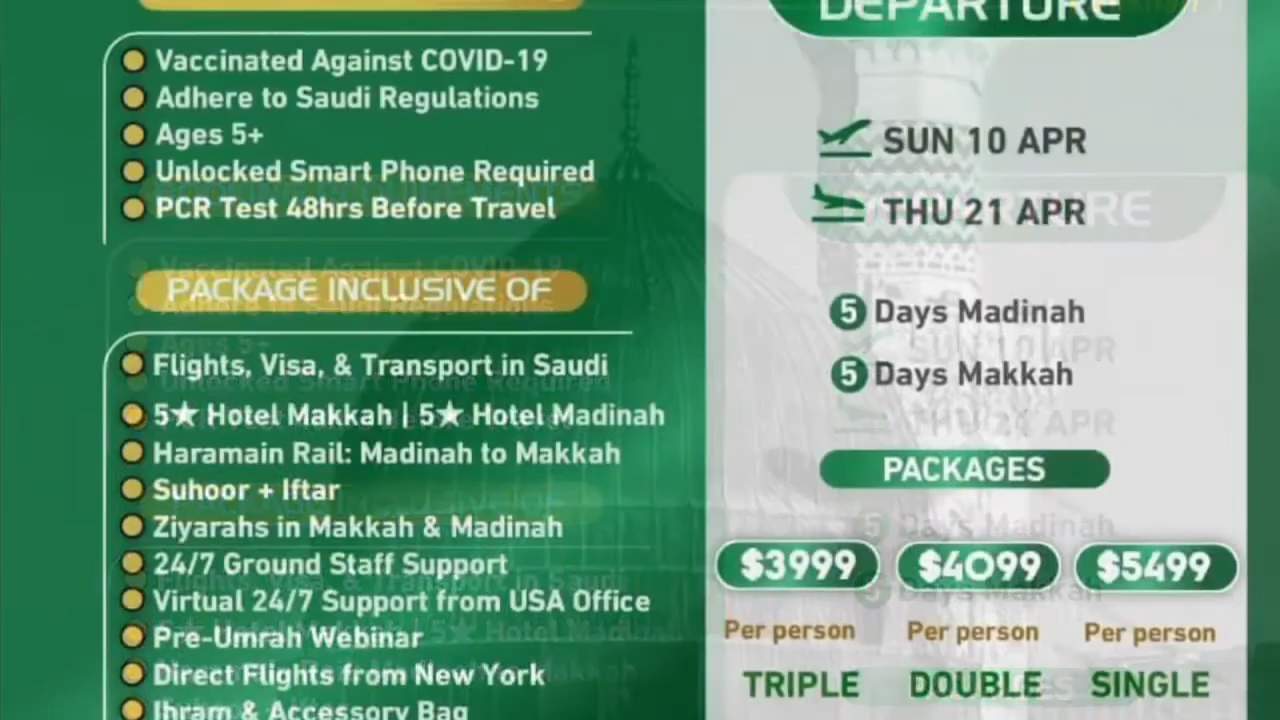 Vaccinated Against COVID-19
Adhere to Saudi Regulations
Ages 5+
Unlocked Smart Phone Required
PCR Test 48hrs Before Travel
PACKAGE INCLUSIVE OF
Flights, Visa, & Transport in Saudi
5★ Hotel Makkah | 5★ Hotel Madinah
Haramain Rail: Madinah to Makkah
Suhoor + Iftar
Ziyarahs in Makkah & Madinah
24/7 Ground Staff Support
Virtual 24/7 Support from USA Office
Pre-Umrah Webinar
Direct Flights from New York
Ihram & Accessory Bag
DEPARTURE
SUN 10 APR
THU 21 APR
5 Days Madinah
5 Days Makkah
PACKAGES
$3999 $4099 $5499
Per person Per person Per person
TRIPLE DOUBLE SINGLE